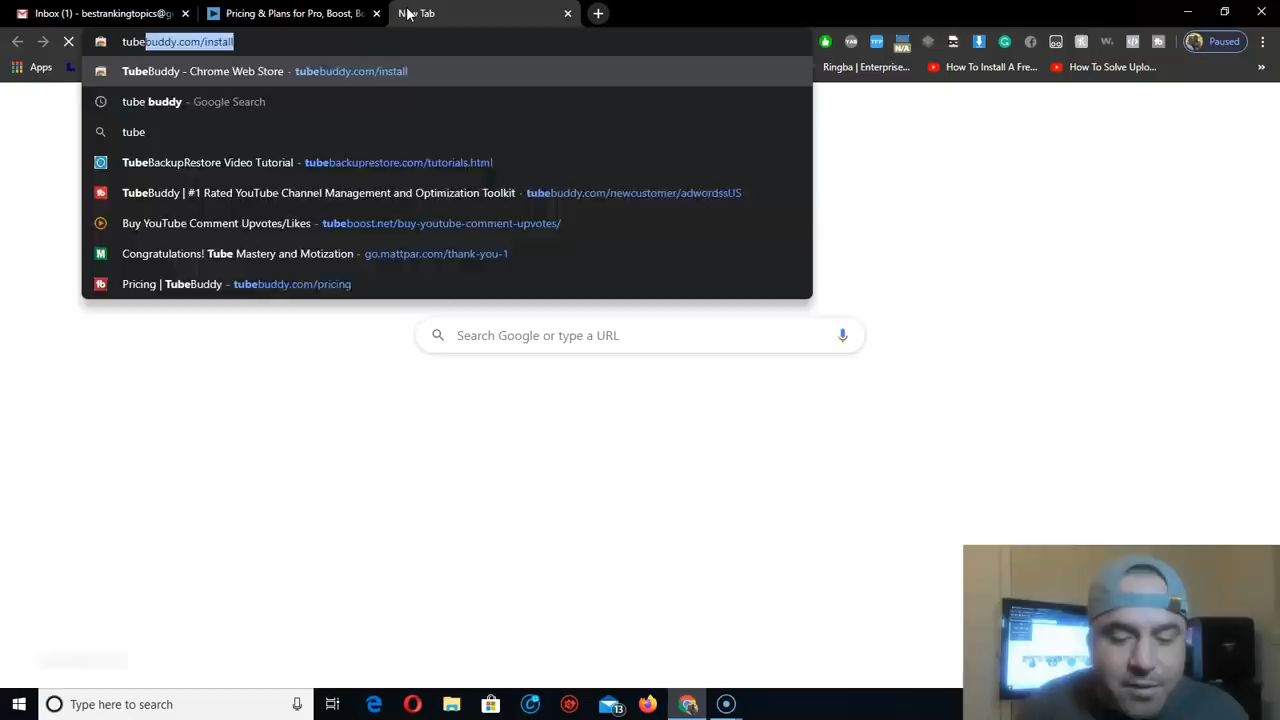 Inbox (1) - bestrankingtopics@g
Pricing & Plans for Pro, Boost, Bo
New Tab
tubebuddy.com/install
Paused
N/A
Apps
Ringba | Enterprise...
How To Install A Fre...
How To Solve Uplo...
TubeBuddy - Chrome Web Store - tubebuddy.com/install
tube buddy - Google Search
tube
TubeBackupRestore Video Tutorial - tubebackuprestore.com/tutorials.html
TubeBuddy | #1 Rated YouTube Channel Management and Optimization Toolkit - tubebuddy.com/newcustomer/adwordssUS
Buy YouTube Comment Upvotes/Likes - tubeboost.net/buy-youtube-comment-upvotes/
Congratulations! Tube Mastery and Motization - go.mattpar.com/thank-you-1
Pricing | TubeBuddy - tubebuddy.com/pricing
Search Google or type a URL
Type here to search
13